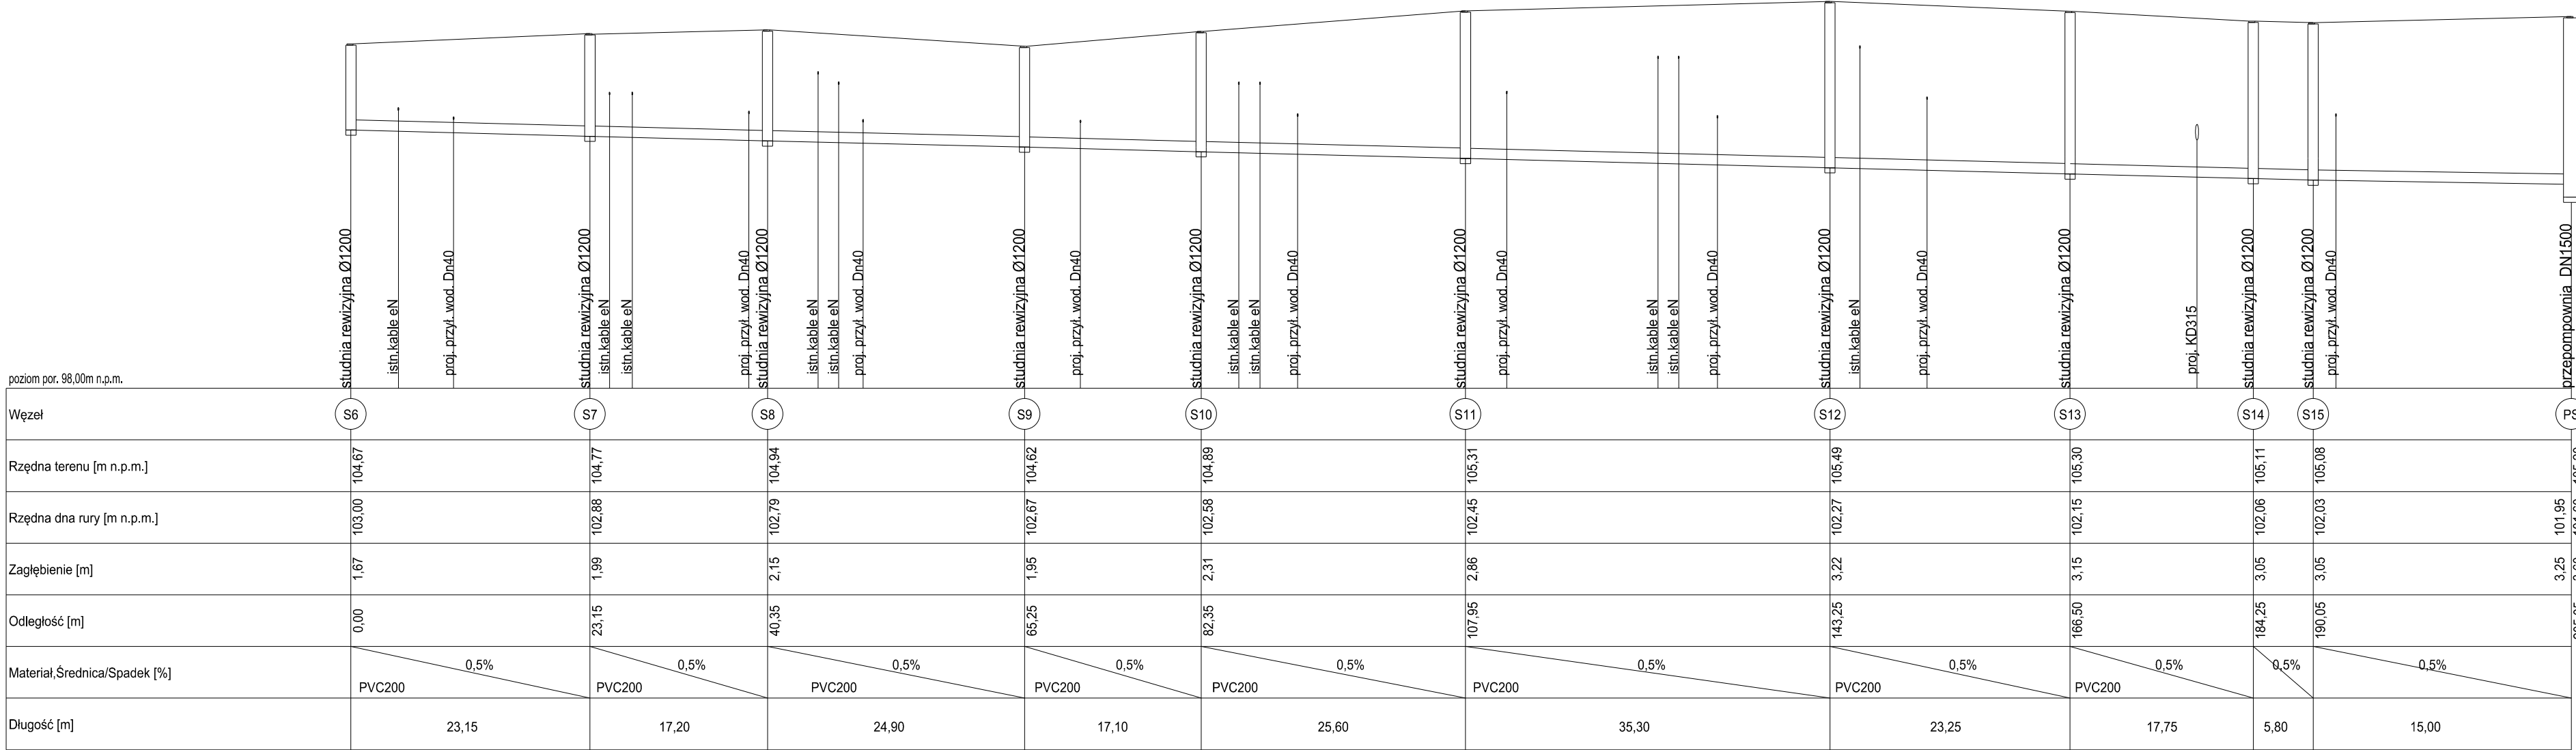 studnia rewizyjna Ø1200
istn.kable eN
proj. przył. wod. Dn40
studnia rewizyjna Ø1200
istn.kable eN
istn.kable eN
proj. przył. wod. Dn40
studnia rewizyjna Ø1200
istn.kable eN
istn.kable eN
proj. przył. wod. Dn40
studnia rewizyjna Ø1200
proj. przył. wod. Dn40
studnia rewizyjna Ø1200
istn.kable eN
istn.kable eN
proj. przył. wod. Dn40
studnia rewizyjna Ø1200
proj. przył. wod. Dn40
istn.kable eN
istn.kable eN
proj. przył. wod. Dn40
studnia rewizyjna Ø1200
istn.kable eN
proj. przył. wod. Dn40
studnia rewizyjna Ø1200
proj. KD315
studnia rewizyjna Ø1200
studnia rewizyjna Ø1200
proj. przył. wod. Dn40
przepompownia DN1500
poziom por. 98,00m n.p.m.
Węzeł S6 S7 S8 S9 S10 S11 S12 S13 S14 S15 PS
Rzędna terenu [m n.p.m.] 104,67 104,77 104,94 104,62 104,89 105,31 105,49 105,30 105,11 105,08
Rzędna dna rury [m n.p.m.] 103,00 102,88 102,79 102,67 102,58 102,45 102,27 102,15 102,06 102,03 101,95
Zagłębienie [m] 1,67 1,99 2,15 1,95 2,31 2,86 3,22 3,15 3,05 3,05 3,25
Odległość [m] 0,00 23,15 40,35 65,25 82,35 107,95 143,25 166,50 184,25 190,05
Materiał,Średnica/Spadek [%] PVC200 0,5% PVC200 0,5% PVC200 0,5% PVC200 0,5% PVC200 0,5% PVC200 0,5% PVC200 0,5% PVC200 0,5% 0,5% 0,5%
Długość [m] 23,15 17,20 24,90 17,10 25,60 35,30 23,25 17,75 5,80 15,00